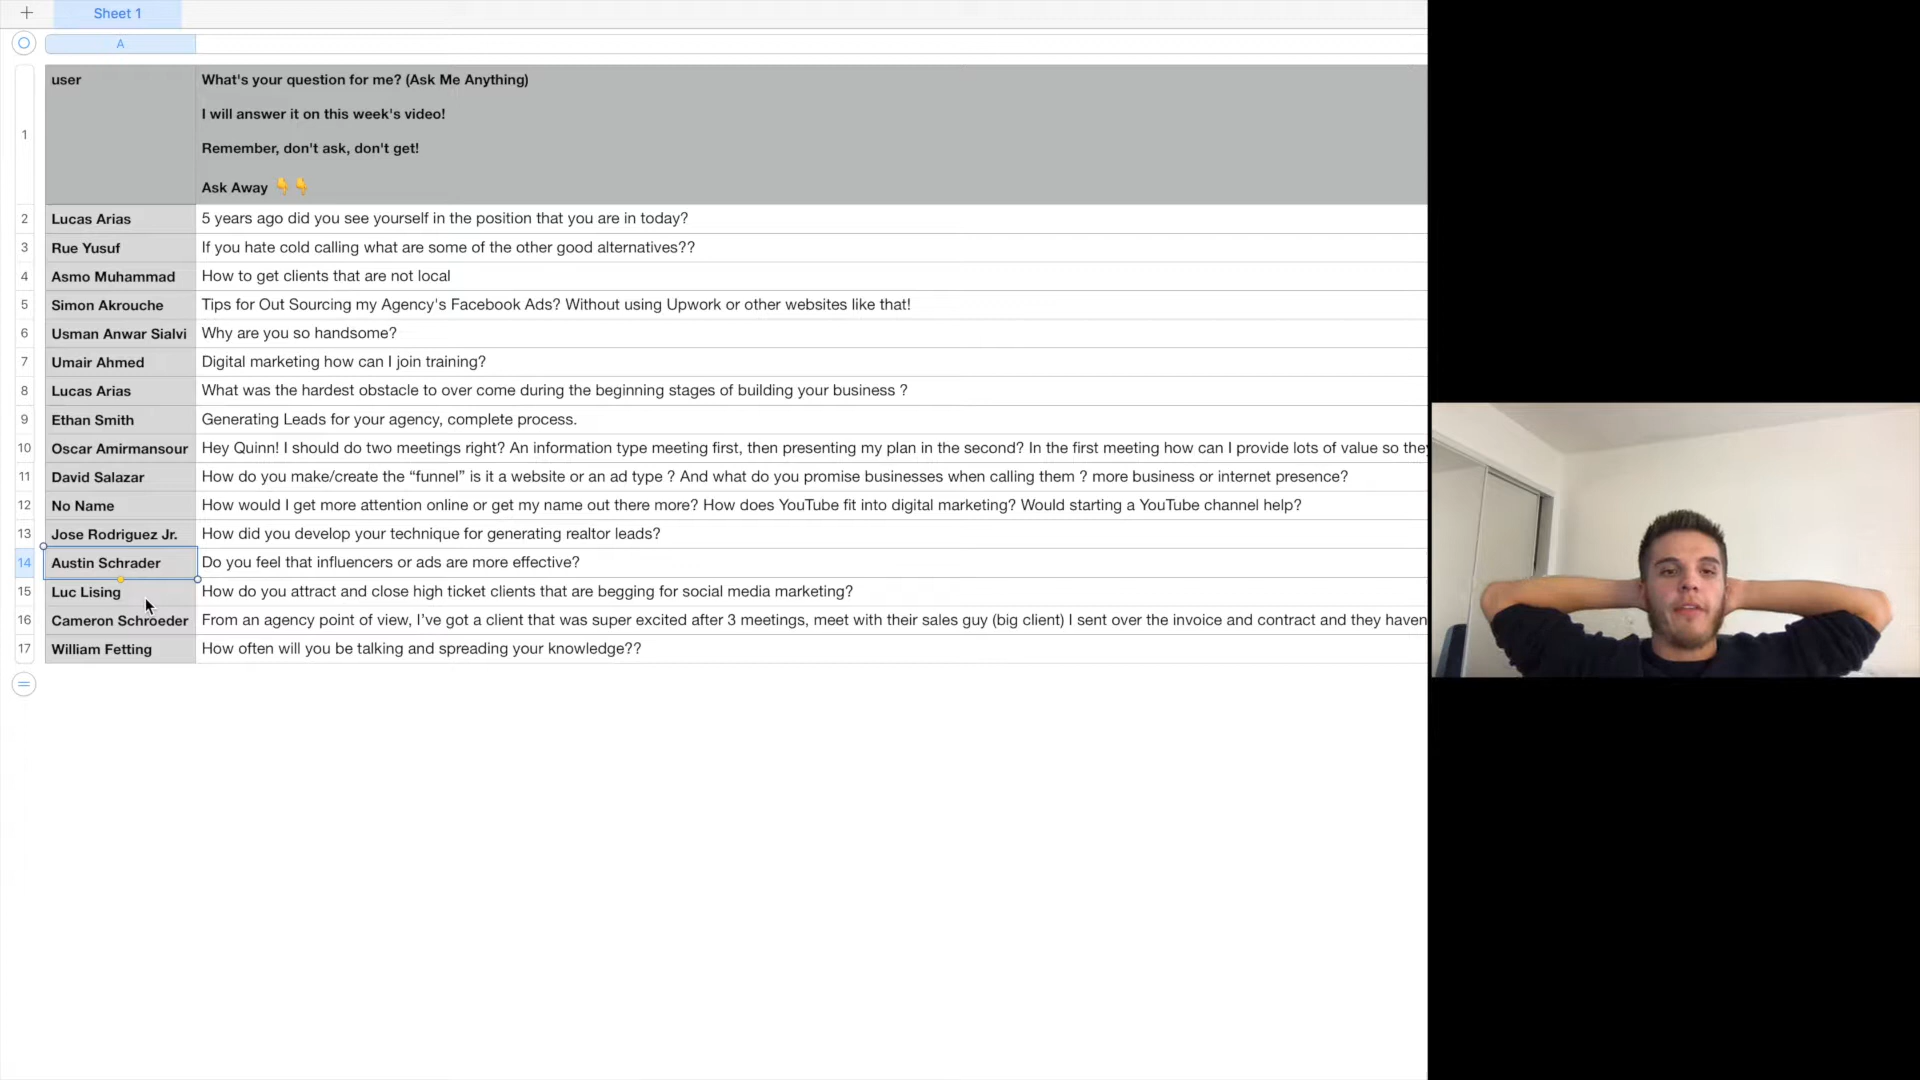 Sheet 1
A
user
What's your question for me? (Ask Me Anything)
I will answer it on this week's video!
Remember, don't ask, don't get!
Ask Away 👇👇
1
2 Lucas Arias 5 years ago did you see yourself in the position that you are in today?
3 Rue Yusuf If you hate cold calling what are some of the other good alternatives??
4 Asmo Muhammad How to get clients that are not local
5 Simon Akrouche Tips for Out Sourcing my Agency's Facebook Ads? Without using Upwork or other websites like that!
6 Usman Anwar Sialvi Why are you so handsome?
7 Umair Ahmed Digital marketing how can I join training?
8 Lucas Arias What was the hardest obstacle to over come during the beginning stages of building your business ?
9 Ethan Smith Generating Leads for your agency, complete process.
10 Oscar Amirmansour Hey Quinn! I should do two meetings right? An information type meeting first, then presenting my plan in the second? In the first meeting how can I provide lots of value so they
11 David Salazar How do you make/create the “funnel” is it a website or an ad type ? And what do you promise businesses when calling them ? more business or internet presence?
12 No Name How would I get more attention online or get my name out there more? How does YouTube fit into digital marketing? Would starting a YouTube channel help?
13 Jose Rodriguez Jr. How did you develop your technique for generating realtor leads?
14 Austin Schrader Do you feel that influencers or ads are more effective?
15 Luc Lising How do you attract and close high ticket clients that are begging for social media marketing?
16 Cameron Schroeder From an agency point of view, I've got a client that was super excited after 3 meetings, meet with their sales guy (big client) I sent over the invoice and contract and they haven
17 William Fetting How often will you be talking and spreading your knowledge??